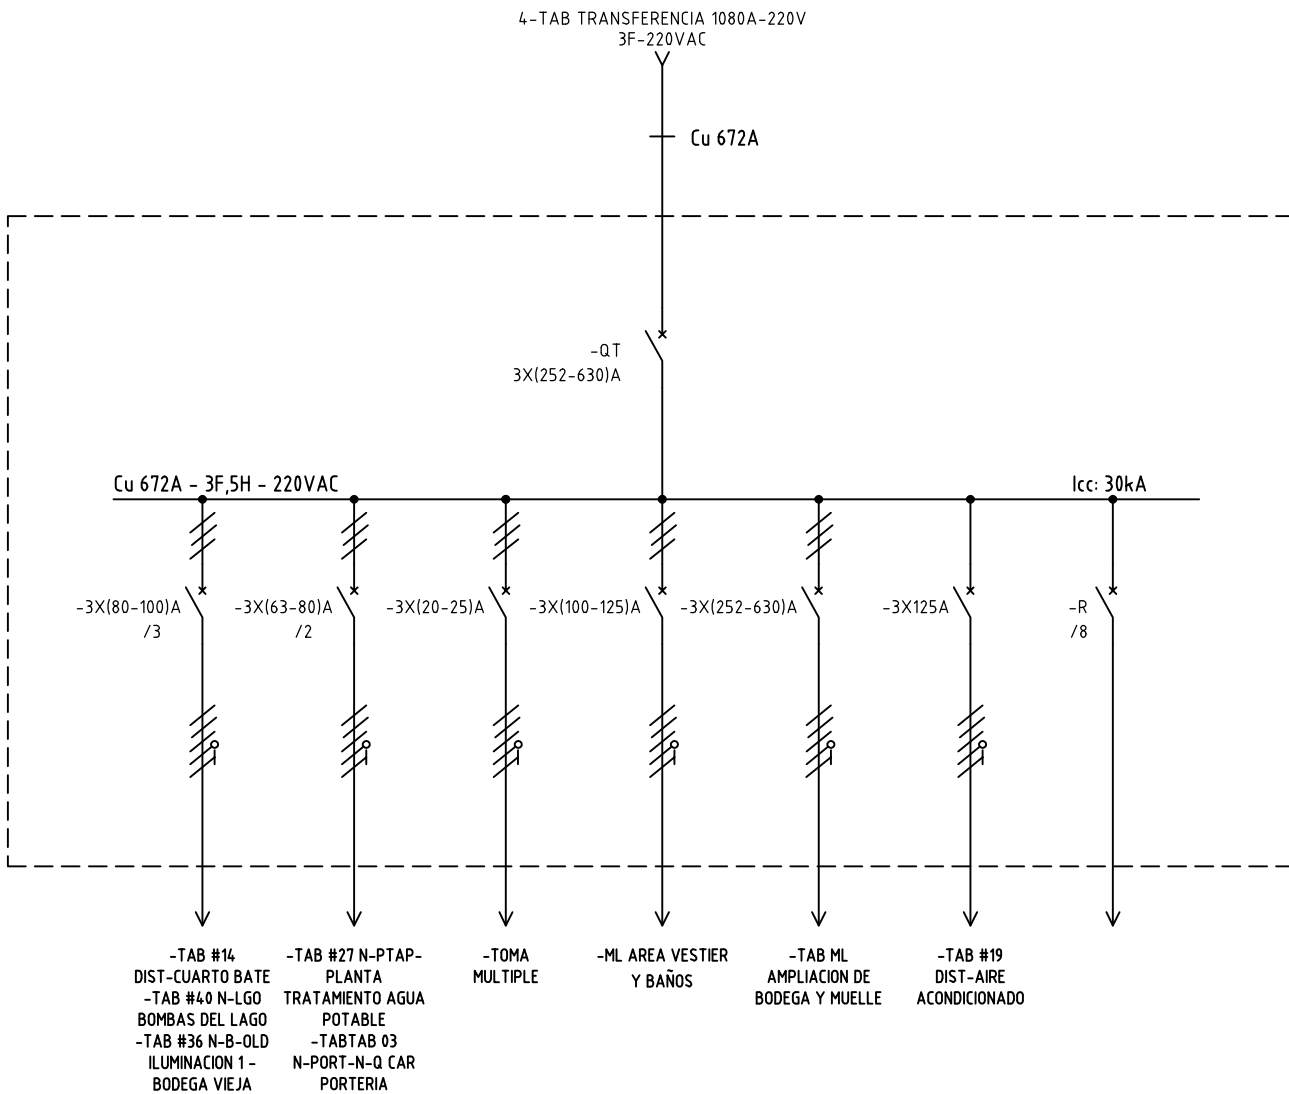 4-TAB TRANSFERENCIA 1080A-220V
3F-220VAC
Cu 672A
-QT
3X(252-630)A
Cu 672A - 3F,5H - 220VAC
Icc: 30kA
-3X(80-100)A
/3
-3X(63-80)A
/2
-3X(20-25)A
-3X(100-125)A
-3X(252-630)A
-3X125A
-R
/8
-TAB #14
DIST-CUARTO BATE
-TAB #40 N-LGO
BOMBAS DEL LAGO
-TAB #36 N-B-OLD
ILUMINACION 1 -
BODEGA VIEJA
-TAB #27 N-PTAP-
PLANTA
TRATAMIENTO AGUA
POTABLE
-TABTAB 03
N-PORT-N-Q CAR
PORTERIA
-TOMA
MULTIPLE
-ML AREA VESTIER
Y BAÑOS
-TAB ML
AMPLIACION DE
BODEGA Y MUELLE
-TAB #19
DIST-AIRE
ACONDICIONADO